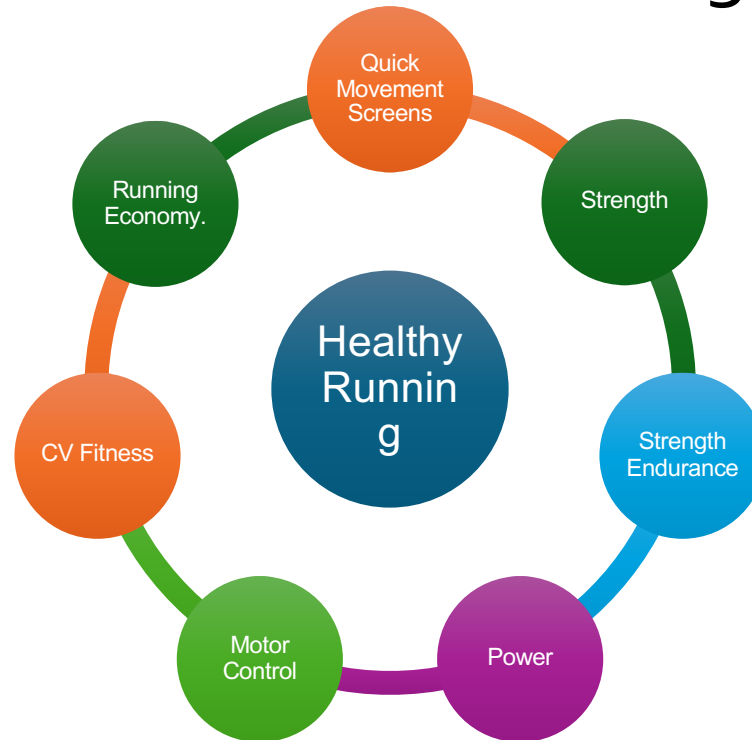 g
Quick
Movement
Screens
Strength
Strength
Endurance
Power
Motor
Control
CV Fitness
Running
Economy.
Healthy
Runnin
g